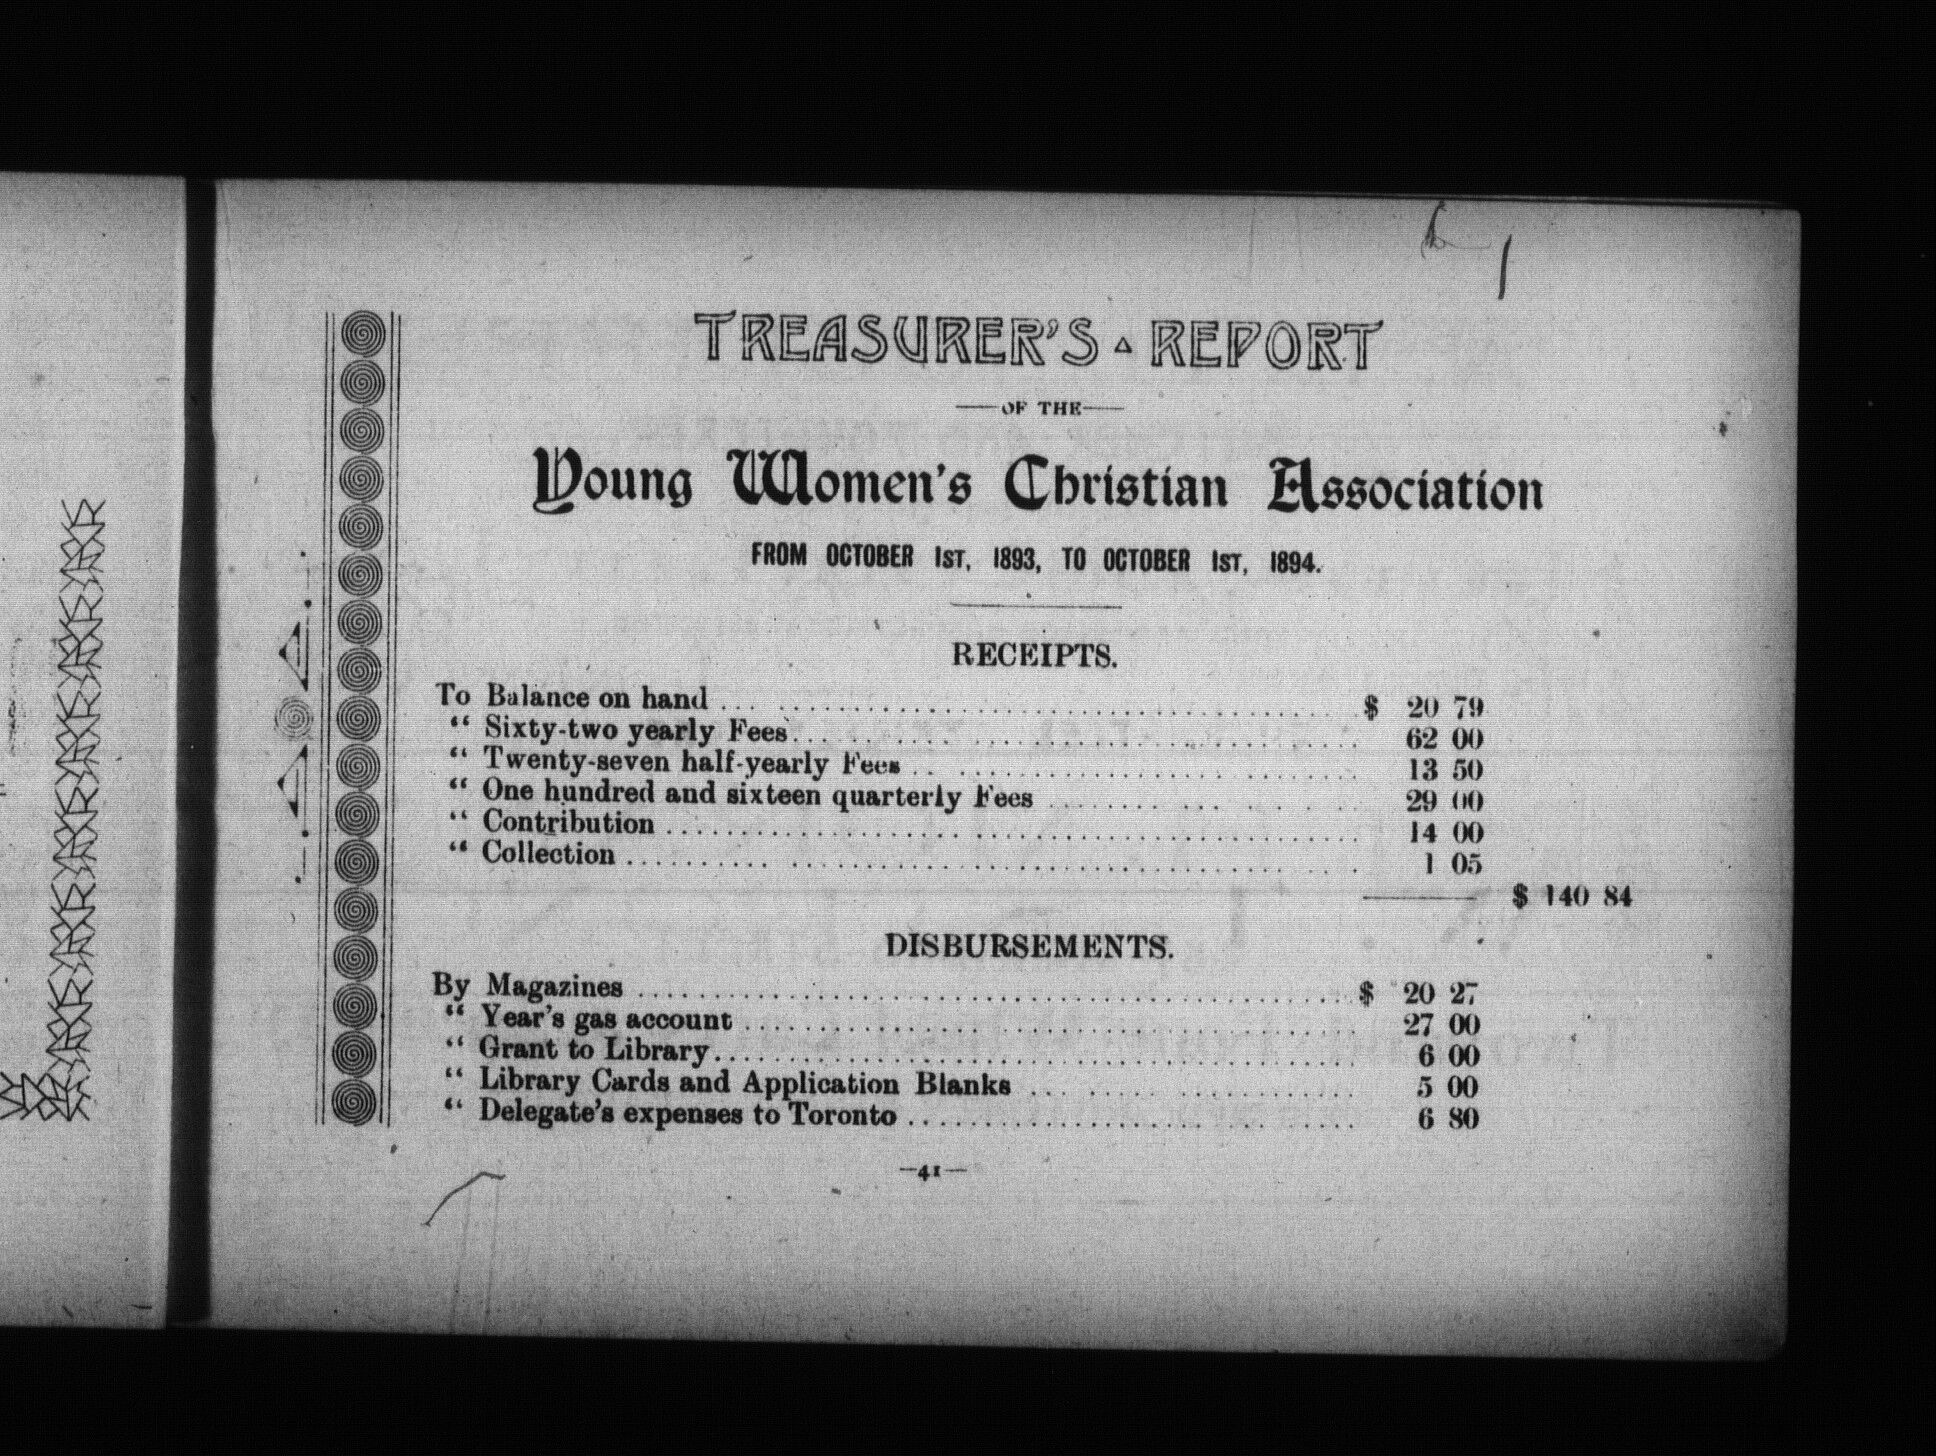 TREASURER'S REPORT
—OF THE—
Young Women's Christian Association
FROM OCTOBER 1ST, 1893, TO OCTOBER 1ST, 1894.
RECEIPTS.
To Balance on hand ........ $ 20 79
“ Sixty-two yearly Fees ........ 62 00
“ Twenty-seven half-yearly Fees ........ 13 50
“ One hundred and sixteen quarterly Fees ........ 29 00
“ Contribution ........ 14 00
“ Collection ........ 1 05
$ 140 84
DISBURSEMENTS.
By Magazines ........ $ 20 27
“ Year's gas account ........ 27 00
“ Grant to Library ........ 6 00
“ Library Cards and Application Blanks ........ 5 00
“ Delegate's expenses to Toronto ........ 6 80
—41—